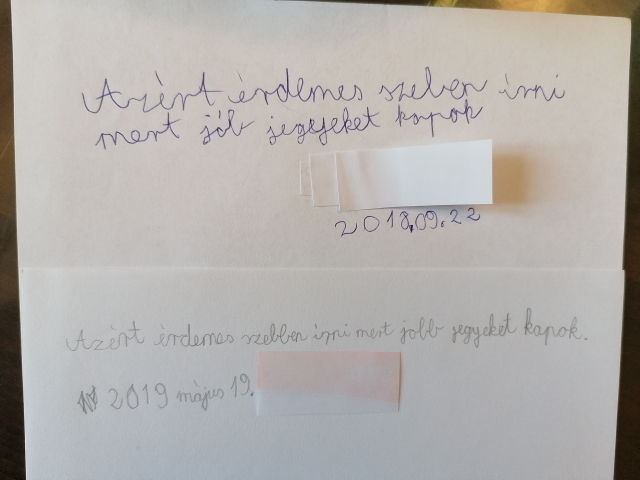 Azért érdemes szeben írni
mert jób jegyeket kapok
2018.09.22
Azért érdemes szebben írni mert jobb jegyeket kapok.
2019 május 19.